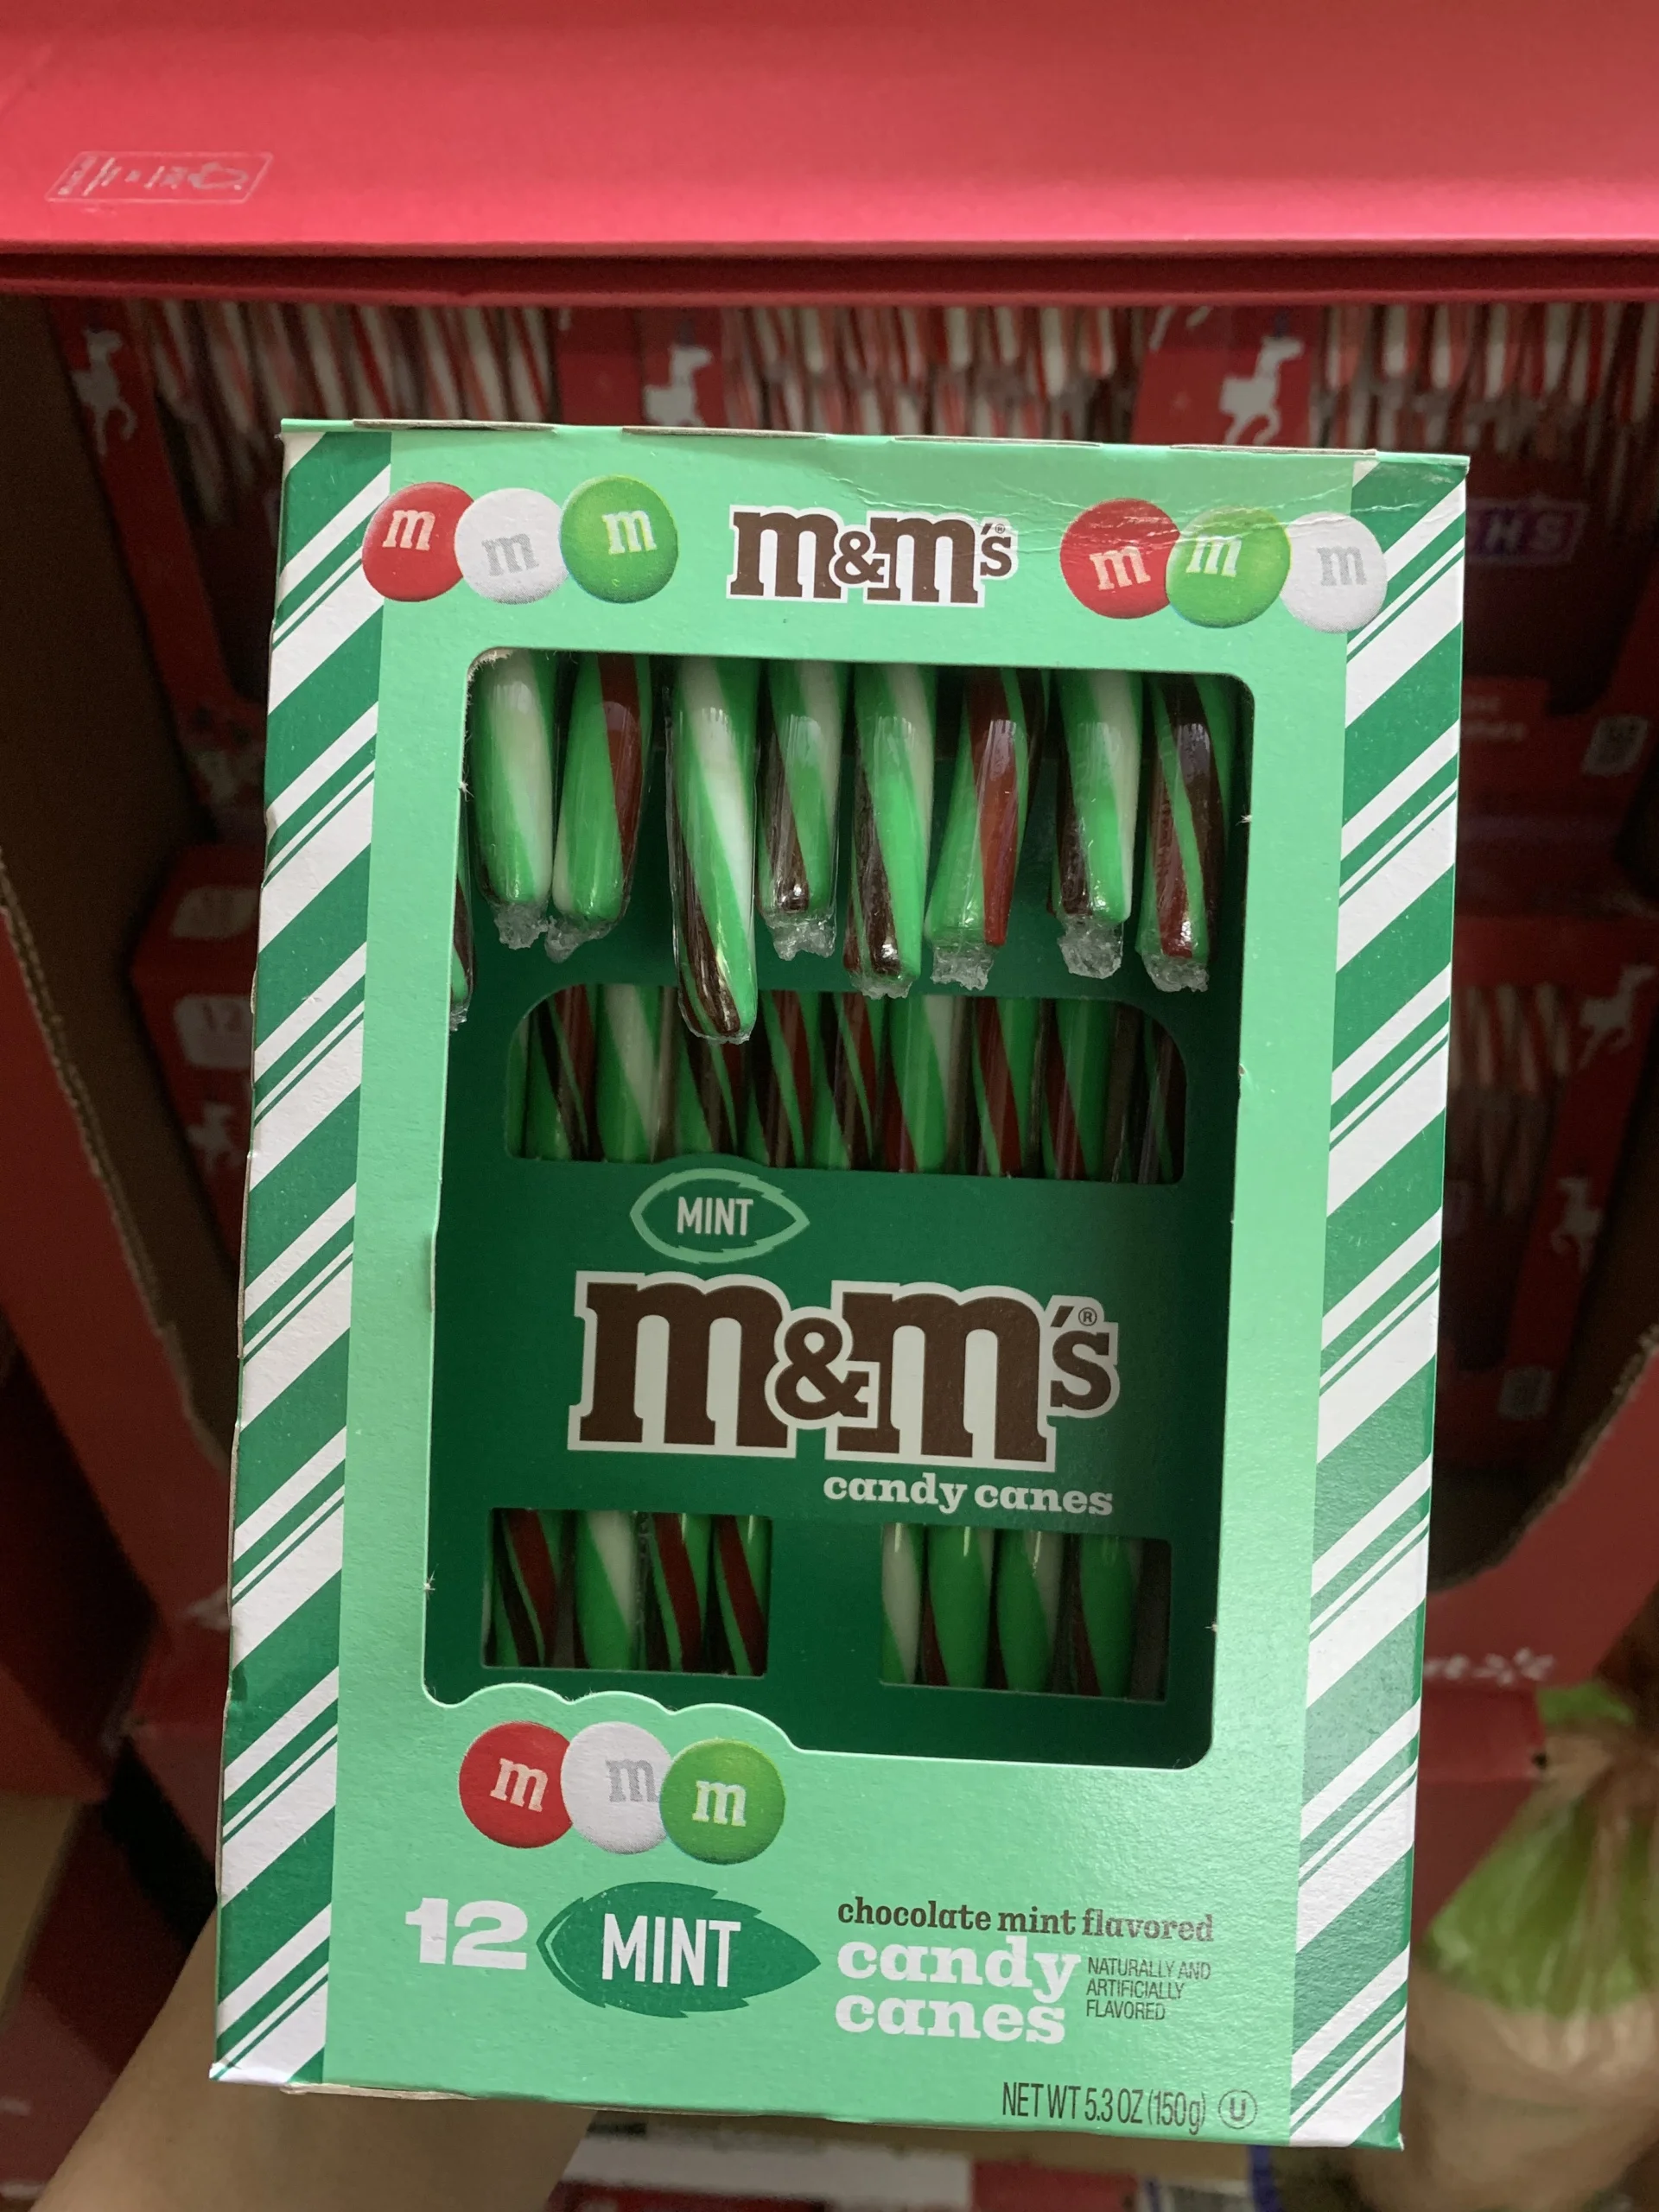 m m m m&m's® m m m
MINT
m&m's®
candy canes
m m m
12 MINT
chocolate mint flavored
candy
canes
NATURALLY AND
ARTIFICIALLY
FLAVORED
NET WT 5.3 OZ (150g) U